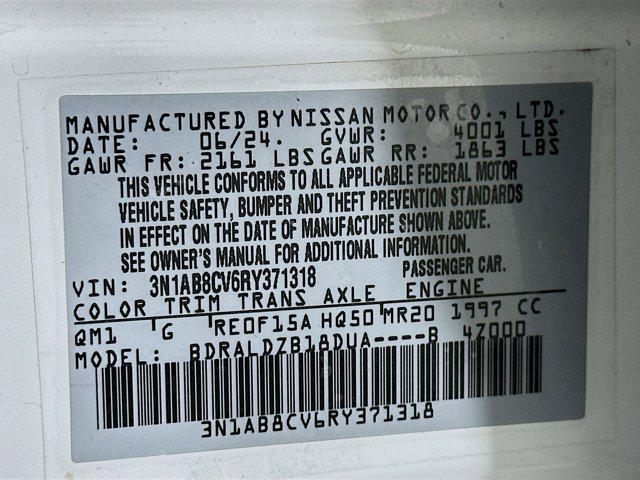 MANUFACTURED BY NISSAN MOTOR CO., LTD.
DATE: 06/24. GVWR: 4001 LBS
GAWR FR: 2161 LBS GAWR RR: 1863 LBS
THIS VEHICLE CONFORMS TO ALL APPLICABLE FEDERAL MOTOR
VEHICLE SAFETY, BUMPER AND THEFT PREVENTION STANDARDS
IN EFFECT ON THE DATE OF MANUFACTURE SHOWN ABOVE.
SEE OWNER'S MANUAL FOR ADDITIONAL INFORMATION.
VIN: 3N1AB8CV6RY371318 PASSENGER CAR.
COLOR TRIM TRANS AXLE ENGINE
QM1 G RE0F15A HQ50 MR20 1997 CC
MODEL: BDRALDZB18DUA----B 4Z000
3N1AB8CV6RY371318